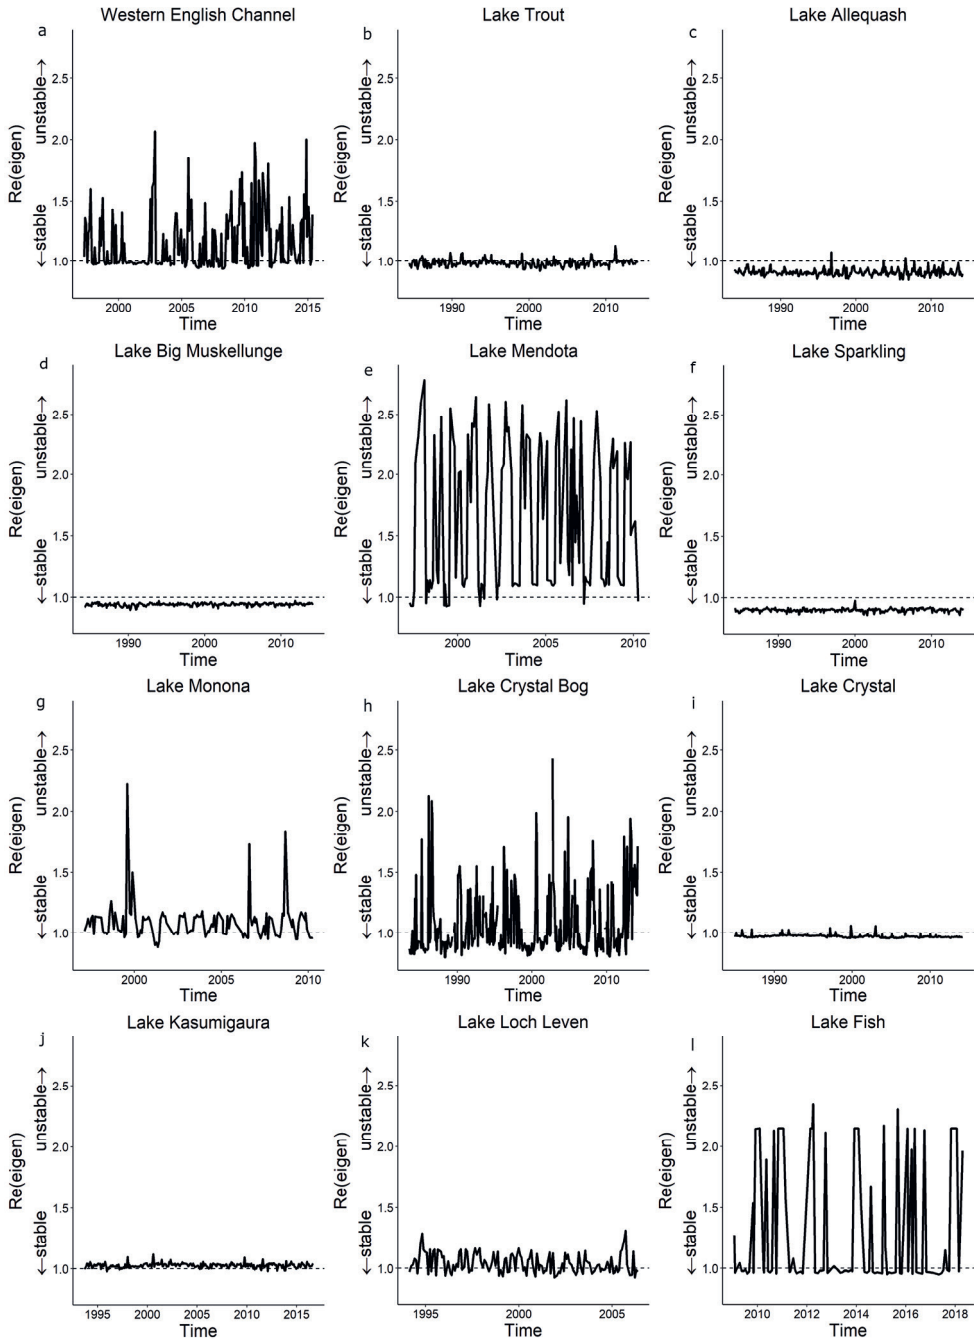 Western English Channel
a
Re(eigen)
←stable unstable→
2.5
2.0
1.5
1.0
2000 2005 2010 2015
Time
Lake Trout
b
Re(eigen)
←stable unstable→
2.5
2.0
1.5
1.0
1990 2000 2010
Time
Lake Allequash
c
Re(eigen)
←stable unstable→
2.5
2.0
1.5
1.0
1990 2000 2010
Time
Lake Big Muskellunge
d
Re(eigen)
←stable unstable→
2.5
2.0
1.5
1.0
1990 2000 2010
Time
Lake Mendota
e
Re(eigen)
←stable unstable→
2.5
2.0
1.5
1.0
2000 2005 2010
Time
Lake Sparkling
f
Re(eigen)
←stable unstable→
2.5
2.0
1.5
1.0
1990 2000 2010
Time
Lake Monona
g
Re(eigen)
←stable unstable→
2.5
2.0
1.5
1.0
2000 2005 2010
Time
Lake Crystal Bog
h
Re(eigen)
←stable unstable→
2.5
2.0
1.5
1.0
1990 2000 2010
Time
Lake Crystal
i
Re(eigen)
←stable unstable→
2.5
2.0
1.5
1.0
1990 2000 2010
Time
Lake Kasumigaura
j
Re(eigen)
←stable unstable→
2.5
2.0
1.5
1.0
1995 2000 2005 2010 2015
Time
Lake Loch Leven
k
Re(eigen)
←stable unstable→
2.5
2.0
1.5
1.0
1995 2000 2005
Time
Lake Fish
l
Re(eigen)
←stable unstable→
2.5
2.0
1.5
1.0
2010 2012 2014 2016 2018
Time